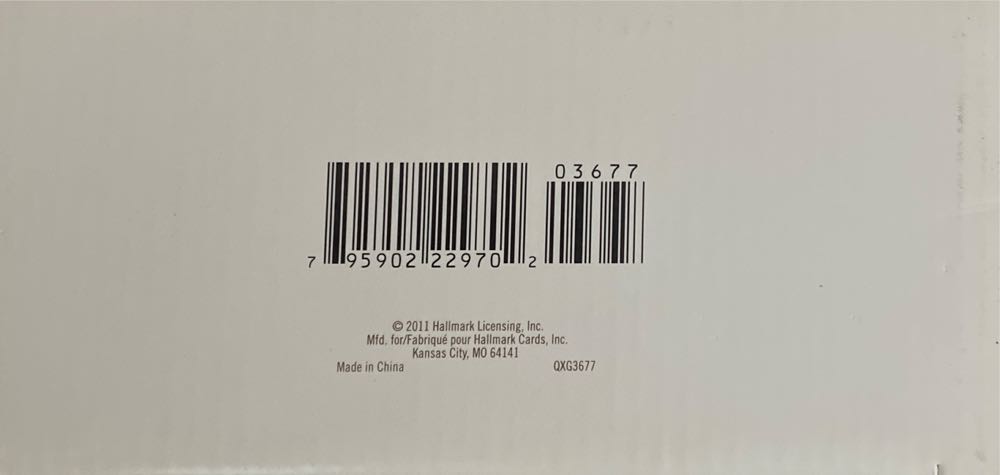 03677
7 95902 22970 2
© 2011 Hallmark Licensing, Inc.
Mfd. for/Fabriqué pour Hallmark Cards, Inc.
Kansas City, MO 64141
Made in China QXG3677